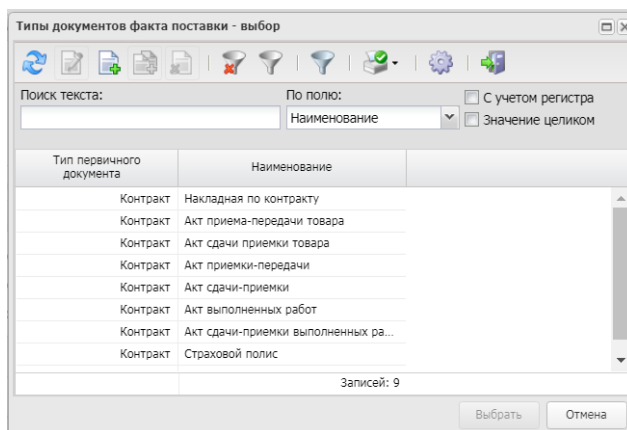 Типы документов факта поставки - выбор
Поиск текста:
По полю:
С учетом регистра
Наименование
Значение целиком
Тип первичного документа
Наименование
Контракт Накладная по контракту
Контракт Акт приема-передачи товара
Контракт Акт сдачи приемки товара
Контракт Акт приемки-передачи
Контракт Акт сдачи-приемки
Контракт Акт выполненных работ
Контракт Акт сдачи-приемки выполненных ра...
Контракт Страховой полис
Записей: 9
Выбрать
Отмена